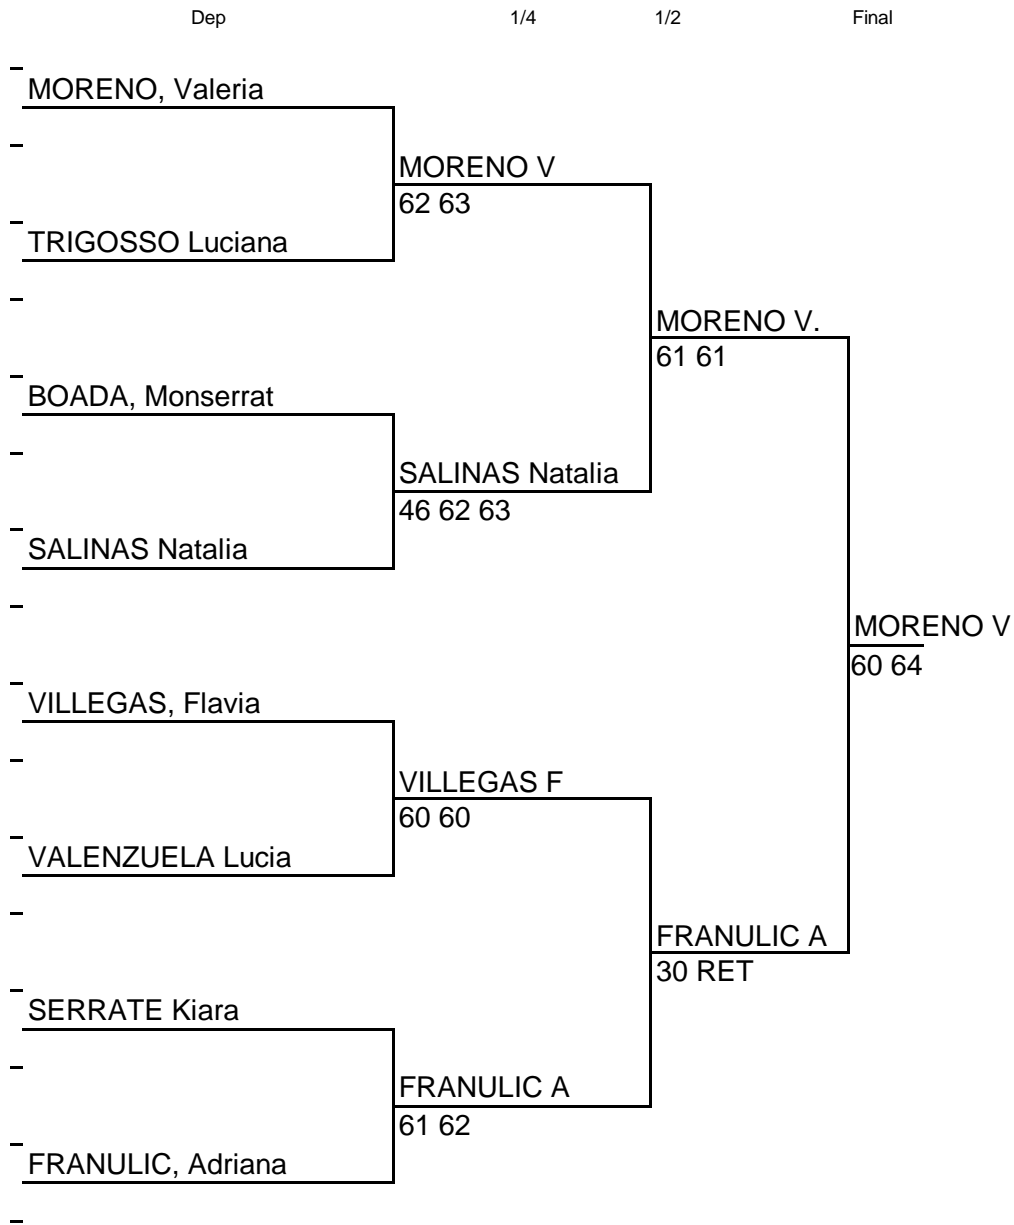 Dep 1/4 1/2 Final
MORENO, Valeria
MORENO V
62 63
TRIGOSSO Luciana
MORENO V.
61 61
BOADA, Monserrat
SALINAS Natalia
46 62 63
SALINAS Natalia
MORENO V
60 64
VILLEGAS, Flavia
VILLEGAS F
60 60
VALENZUELA Lucia
FRANULIC A
30 RET
SERRATE Kiara
FRANULIC A
61 62
FRANULIC, Adriana